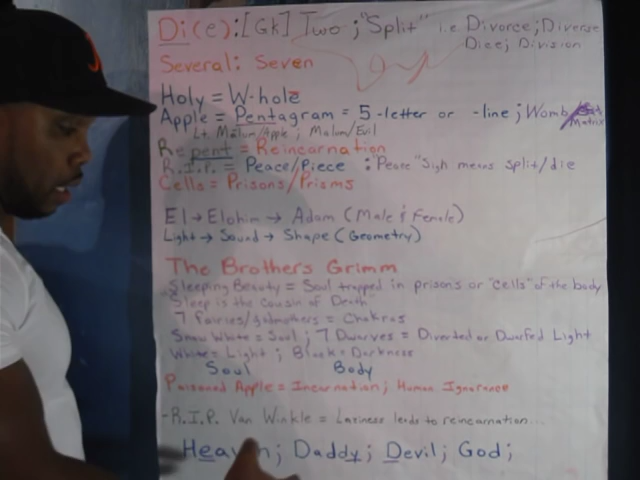 Di(e): [Gk] Two ; "Split" i.e. Divorce; Diverse
Dice; Division
Several: Seven
Holy = W-hole
Apple = Pentagram = 5-letter or -line ; Womb/
Matrix
Lt. Malum/Apple ; Malum/Evil
Repent = Reincarnation
R.I.P. = Peace/Piece : "Peace" Sign means split/die
Cells = Prisons/Prisms
El → Elohim → Adam (Male & Female)
Light → Sound → Shape (Geometry)
The Brothers Grimm
Sleeping Beauty = Soul trapped in prisons or "cells" of the body
"Sleep is the cousin of Death"
7 Fairies/godmothers = Chakras
Snow White = Soul ; 7 Dwarves = Diverted or Dwarfed Light
White = Light ; Black = Darkness
Soul Body
Poisoned Apple = Incarnation ; Human Ignorance
-R.I.P. Van Winkle = Laziness leads to reincarnation...
Heaven ; Daddy ; Devil ; God ;